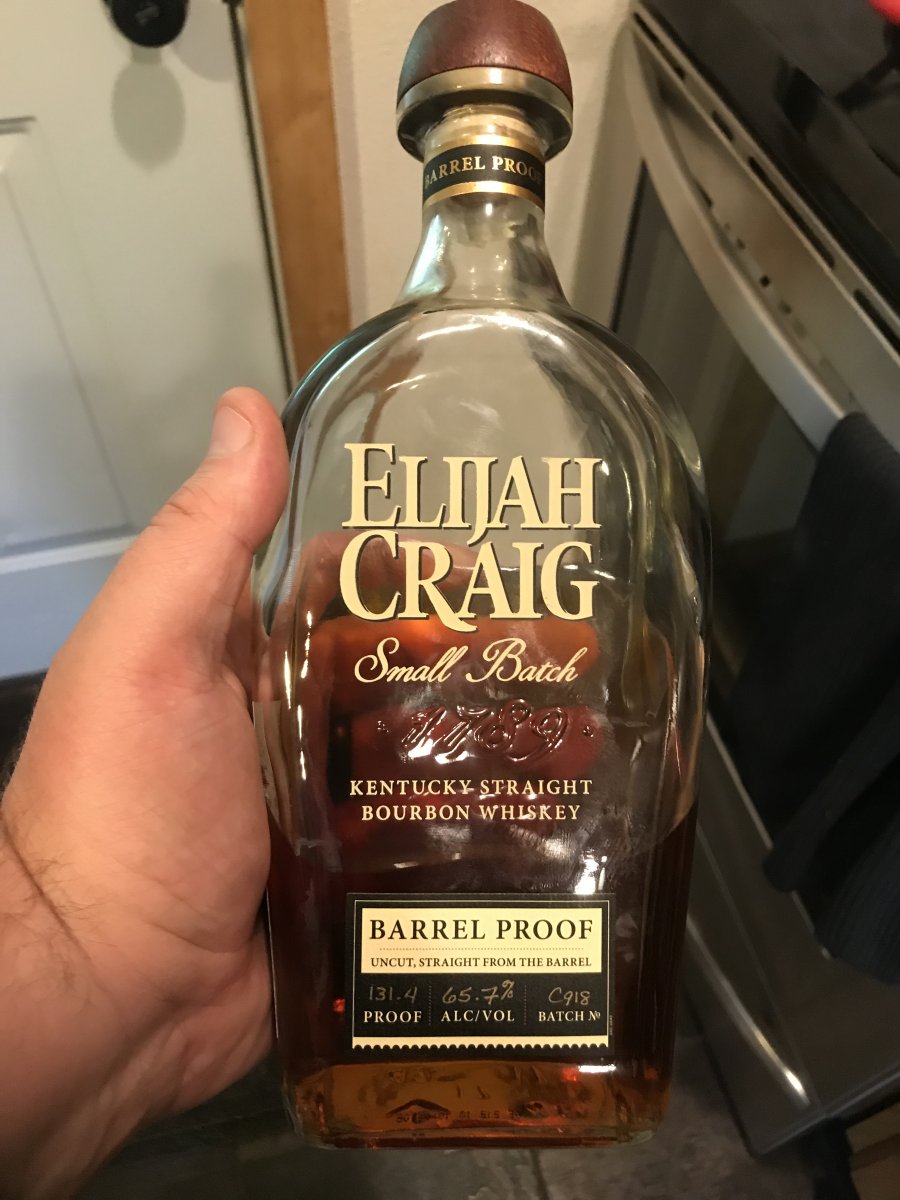 BARREL PROOF
ELIJAH
CRAIG
Small Batch
· 1789 ·
KENTUCKY STRAIGHT
BOURBON WHISKEY
BARREL PROOF
UNCUT, STRAIGHT FROM THE BARREL
131.4 65.7% C918
PROOF ALC/VOL BATCH Nº